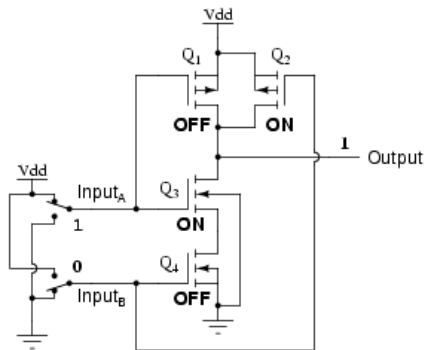 Vdd
Q1 Q2
OFF ON
1
Output
Vdd
InputA
Q3
1
ON
0
Q4
InputB
OFF